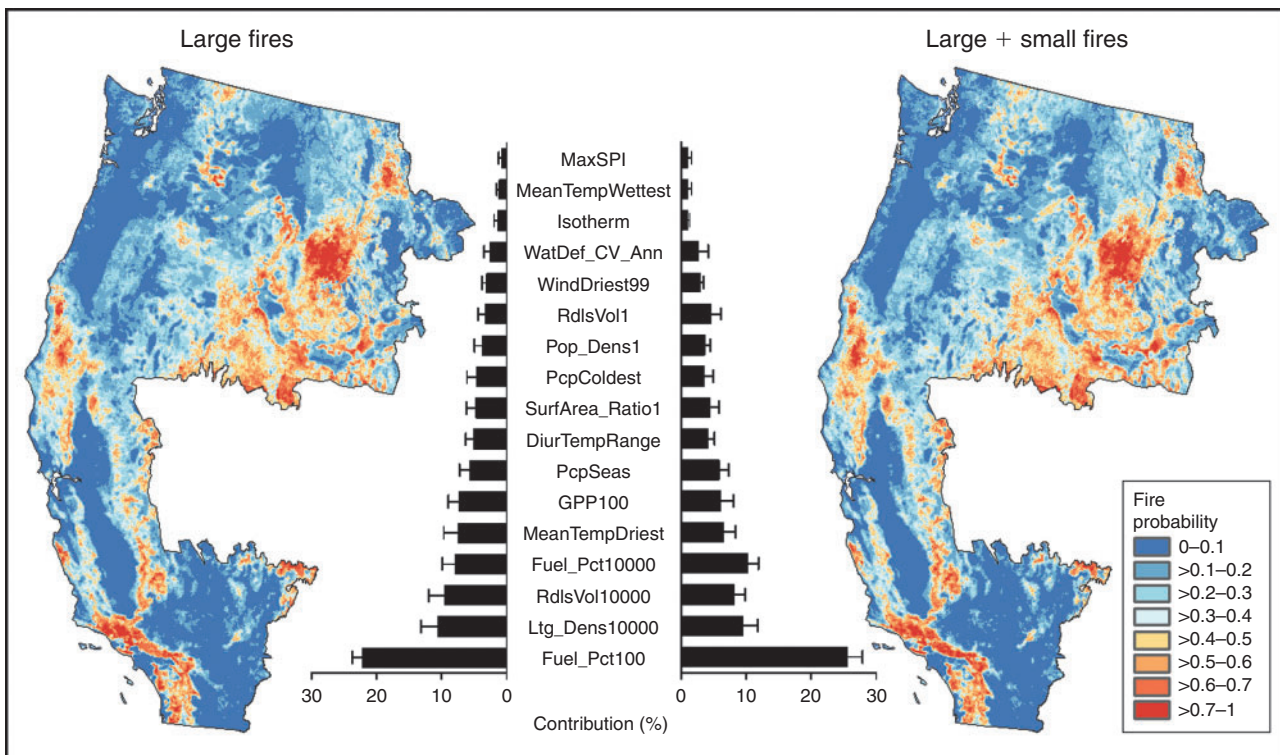 Large fires
Large + small fires
MaxSPI
MeanTempWettest
Isotherm
WatDef_CV_Ann
WindDriest99
RdlsVol1
Pop_Dens1
PcpColdest
SurfArea_Ratio1
DiurTempRange
PcpSeas
GPP100
MeanTempDriest
Fuel_Pct10000
RdlsVol10000
Ltg_Dens10000
Fuel_Pct100
30 20 10 0
0 10 20 30
Contribution (%)
Fire
probability
0–0.1
>0.1–0.2
>0.2–0.3
>0.3–0.4
>0.4–0.5
>0.5–0.6
>0.6–0.7
>0.7–1